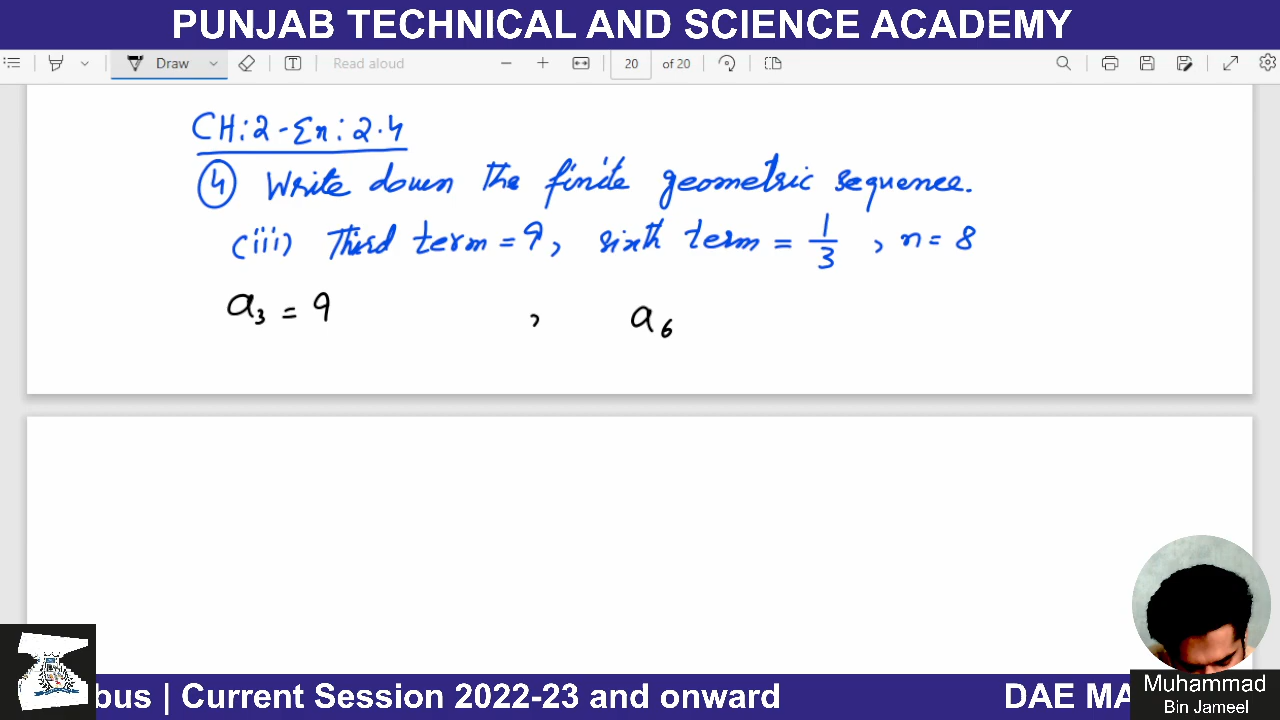 PUNJAB TECHNICAL AND SCIENCE ACADEMY
Draw
Read aloud
20 of 20
CH:2-Ex:2.4
4 Write down the finite geometric sequence.
(iii) Third term = 9, sixth term = 1/3, n = 8
a₃ = 9 , a₆
bus | Current Session 2022-23 and onward DAE MA
Muhammad
Bin Jameel